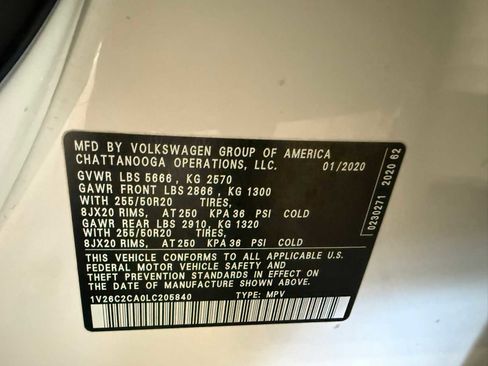 MFD BY VOLKSWAGEN GROUP OF AMERICA
CHATTANOOGA OPERATIONS, LLC. 01/2020
GVWR LBS 5666 , KG 2570
GAWR FRONT LBS 2866 , KG 1300
WITH 255/50R20 TIRES,
8JX20 RIMS, AT 250 KPA 36 PSI COLD
GAWR REAR LBS 2910, KG 1320
WITH 255/50R20 TIRES,
8JX20 RIMS, AT 250 KPA 36 PSI COLD
THIS VEHICLE CONFORMS TO ALL APPLICABLE U.S.
FEDERAL MOTOR VEHICLE SAFETY AND
THEFT PREVENTION STANDARDS IN EFFECT ON
THE DATE OF MANUFACTURE SHOWN ABOVE.
1V26C2CA0LC205840 TYPE: MPV
0230271 2020 62